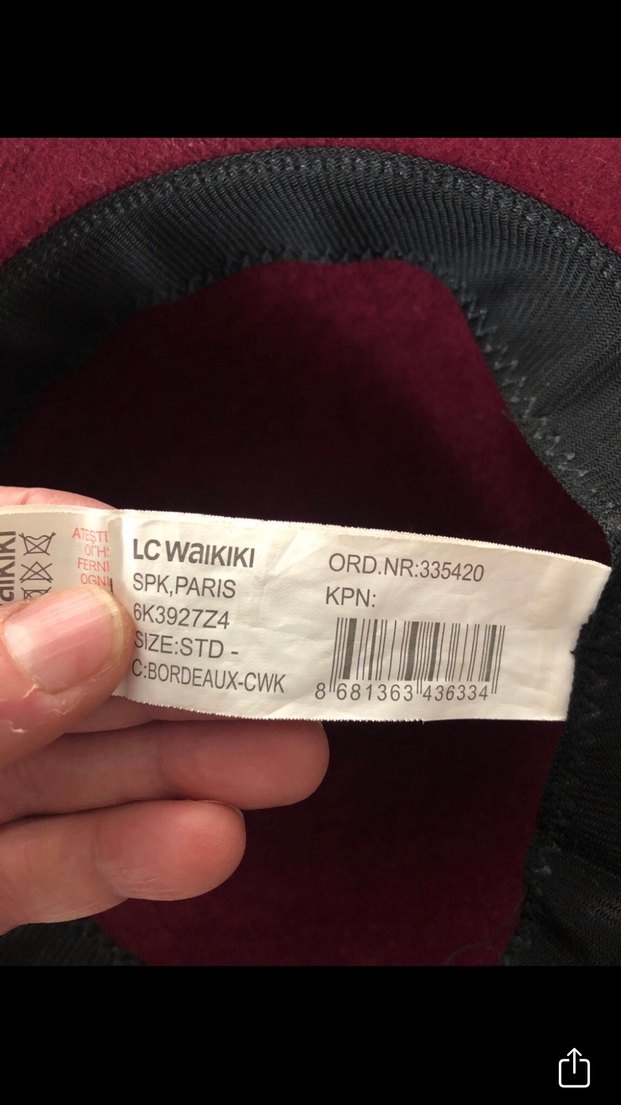 LC WAIKIKI
SPK,PARIS
6K3927Z4
SIZE:STD -
C:BORDEAUX-CWK
ORD.NR:335420
KPN:
8 681363 436334